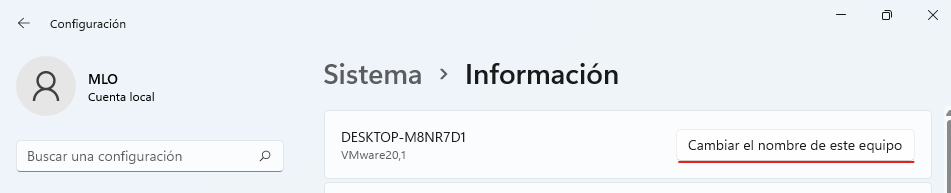 Configuración
MLO
Cuenta local
Buscar una configuración
Sistema > Información
DESKTOP-M8NR7D1
VMware20,1
Cambiar el nombre de este equipo